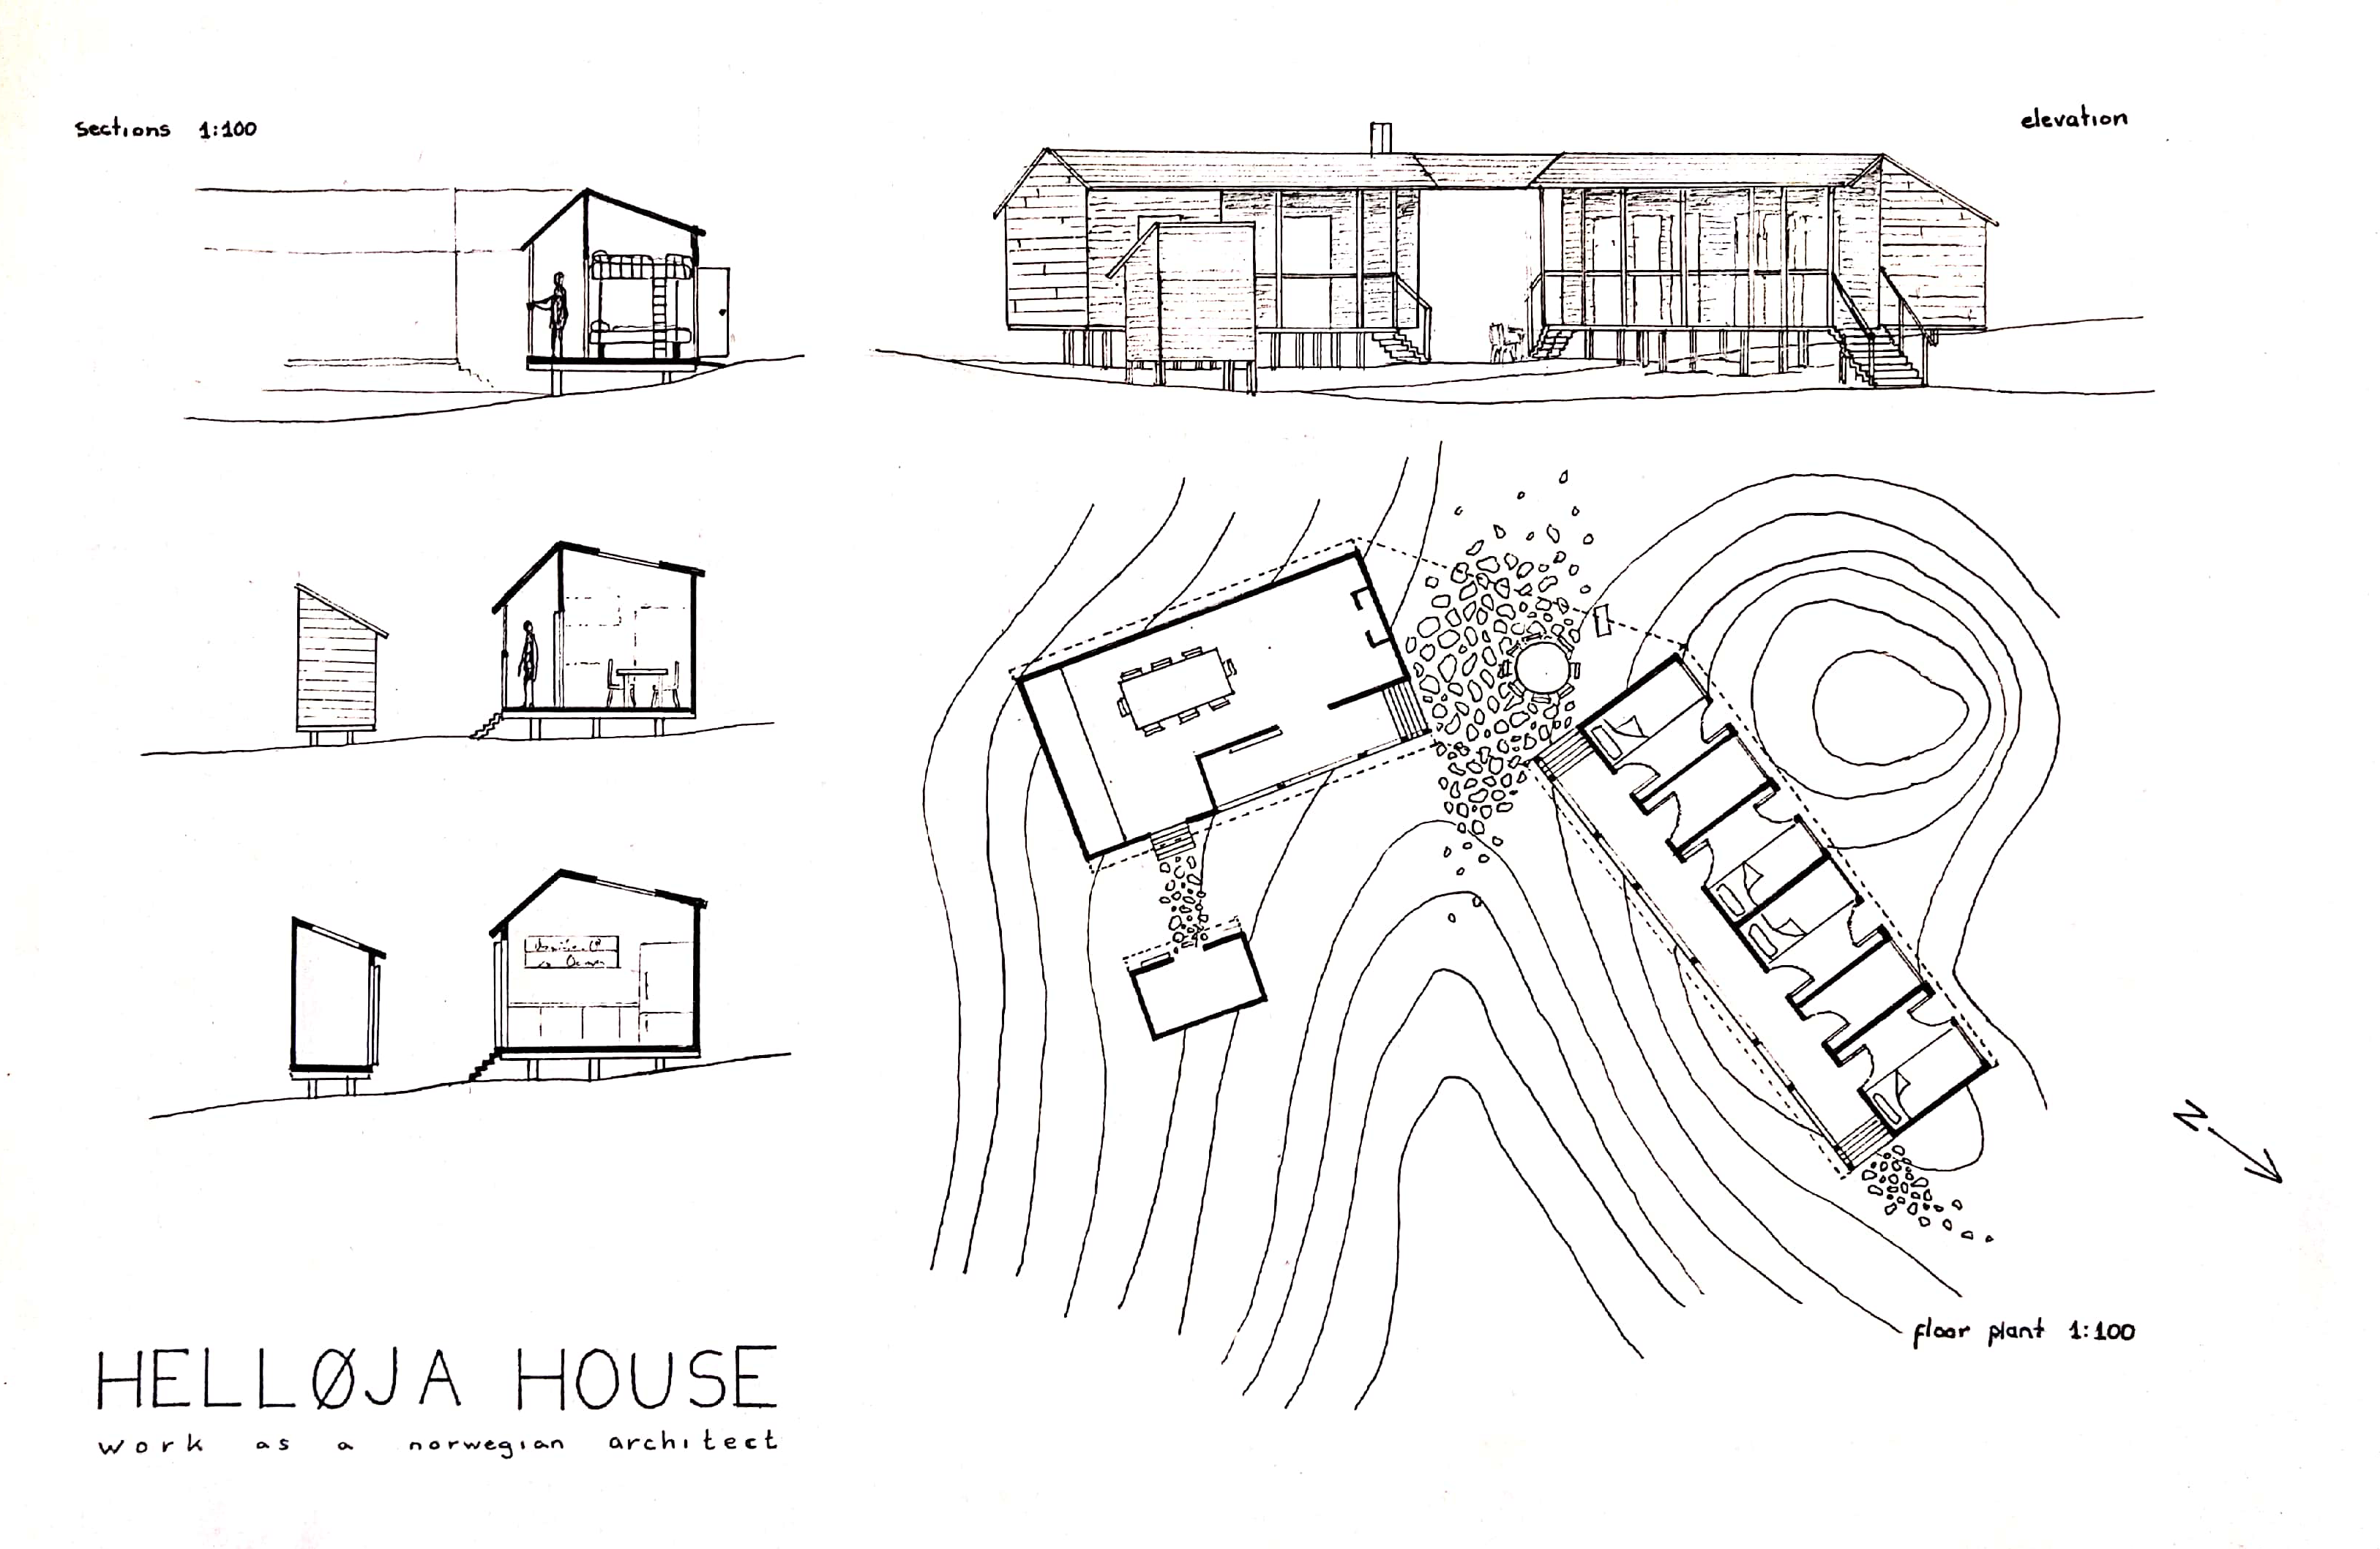 sections 1:100
elevation
floor plant 1:100
N
HELLØJA HOUSE
work as a norwegian architect